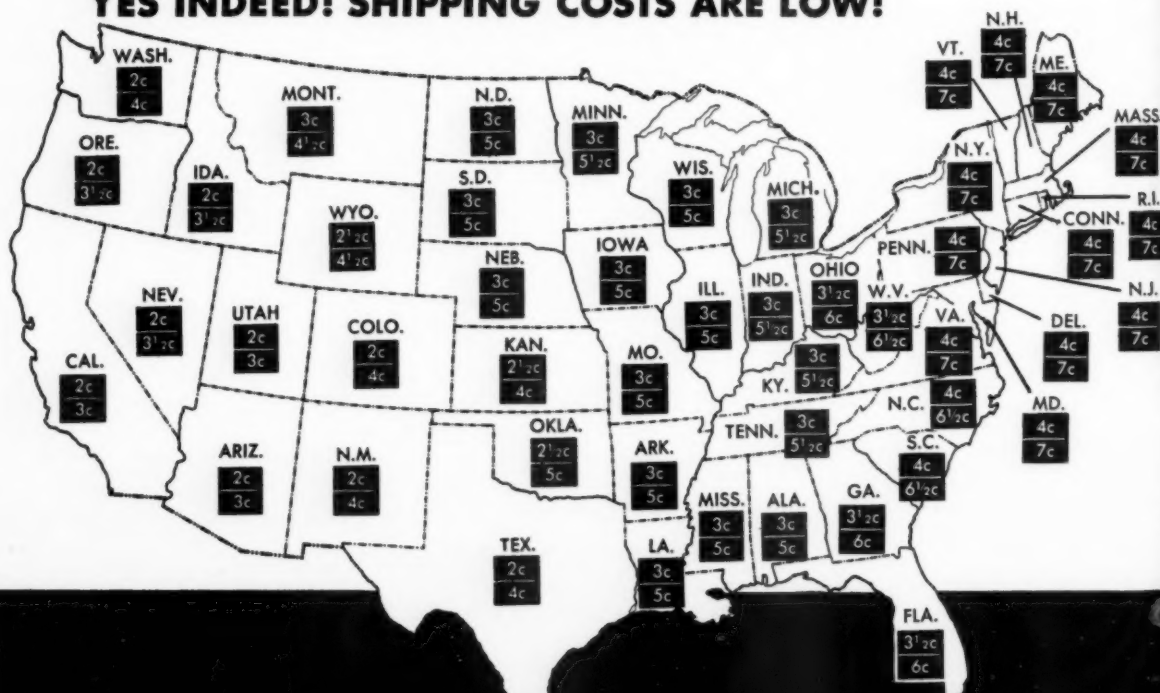 YES INDEED! SHIPPING COSTS ARE LOW!
N.H.
4c
7c
VT.
4c
7c
ME.
4c
7c
WASH.
2c
4c
MONT.
3c
4½c
N.D.
3c
5c
MINN.
3c
5½c
MASS
4c
7c
ORE.
2c
3½c
IDA.
2c
3½c
S.D.
3c
5c
WIS.
3c
5c
MICH.
3c
5½c
N.Y.
4c
7c
R.I.
4c
7c
CONN.
4c
7c
WYO.
2½c
4½c
IOWA
3c
5c
PENN.
4c
7c
NEB.
3c
5c
NEV.
2c
3½c
UTAH
2c
3c
COLO.
2c
4c
ILL.
3c
5c
IND.
3c
5½c
OHIO
3½c
6c
W.V.
3½c
6½c
VA.
4c
7c
N.J.
4c
7c
DEL.
4c
7c
CAL.
2c
3c
KAN.
2½c
4c
MO.
3c
5c
KY.
3c
5½c
N.C.
4c
6½c
MD.
4c
7c
TENN.
3c
5½c
ARIZ.
2c
3c
N.M.
2c
4c
OKLA.
2½c
5c
ARK.
3c
5c
S.C.
4c
6½c
MISS.
3c
5c
ALA.
3c
5c
GA.
3½c
6c
TEX.
2c
4c
LA.
3c
5c
FLA.
3½c
6c